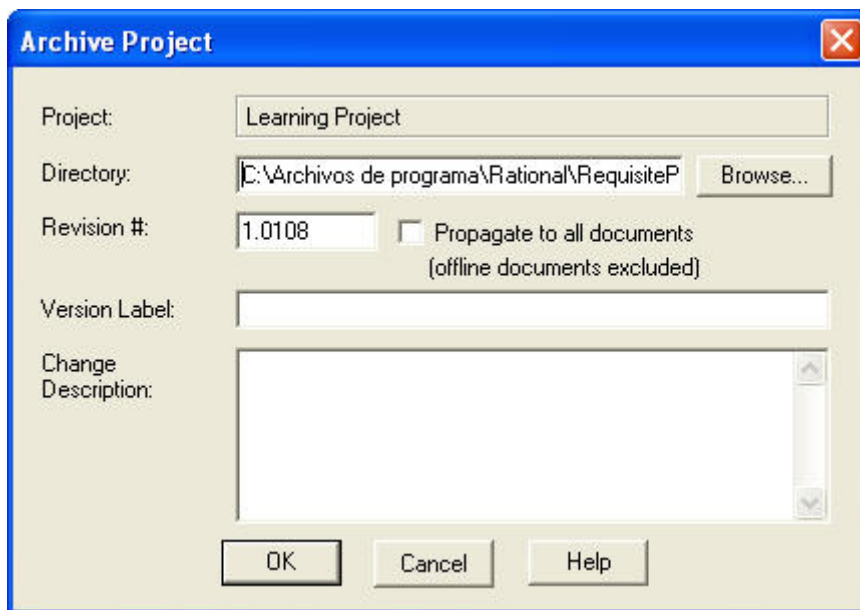 Archive Project
Project: Learning Project
Directory: C:\Archivos de programa\Rational\RequisiteP Browse...
Revision #: 1.0108 Propagate to all documents
(offline documents excluded)
Version Label:
Change
Description:
OK Cancel Help